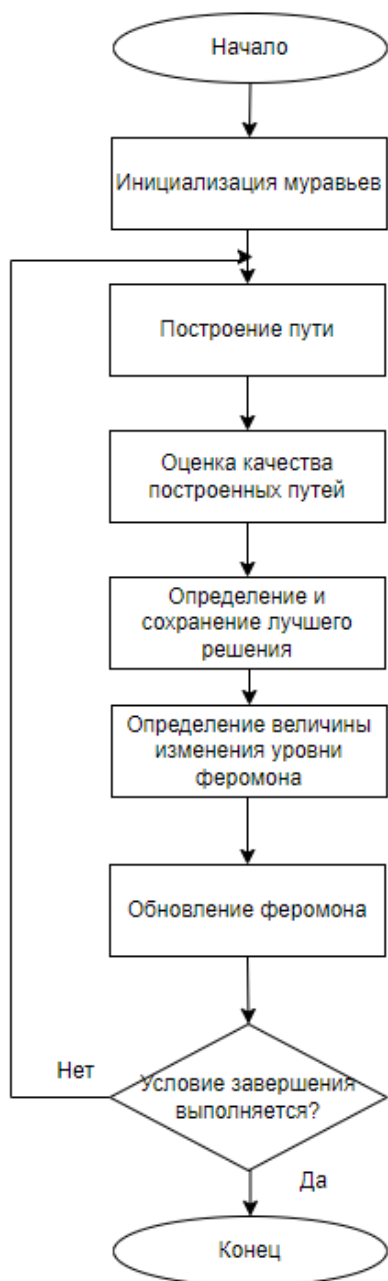 Начало
Инициализация муравьев
Построение пути
Оценка качества
построенных путей
Определение и
сохранение лучшего
решения
Определение величины
изменения уровни
феромона
Обновление феромона
Условие завершения
выполняется?
Нет
Да
Конец